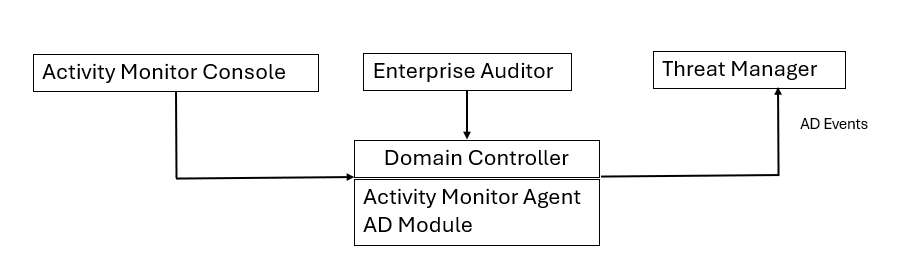 Activity Monitor Console
Enterprise Auditor
Threat Manager
AD Events
Domain Controller
Activity Monitor Agent
AD Module